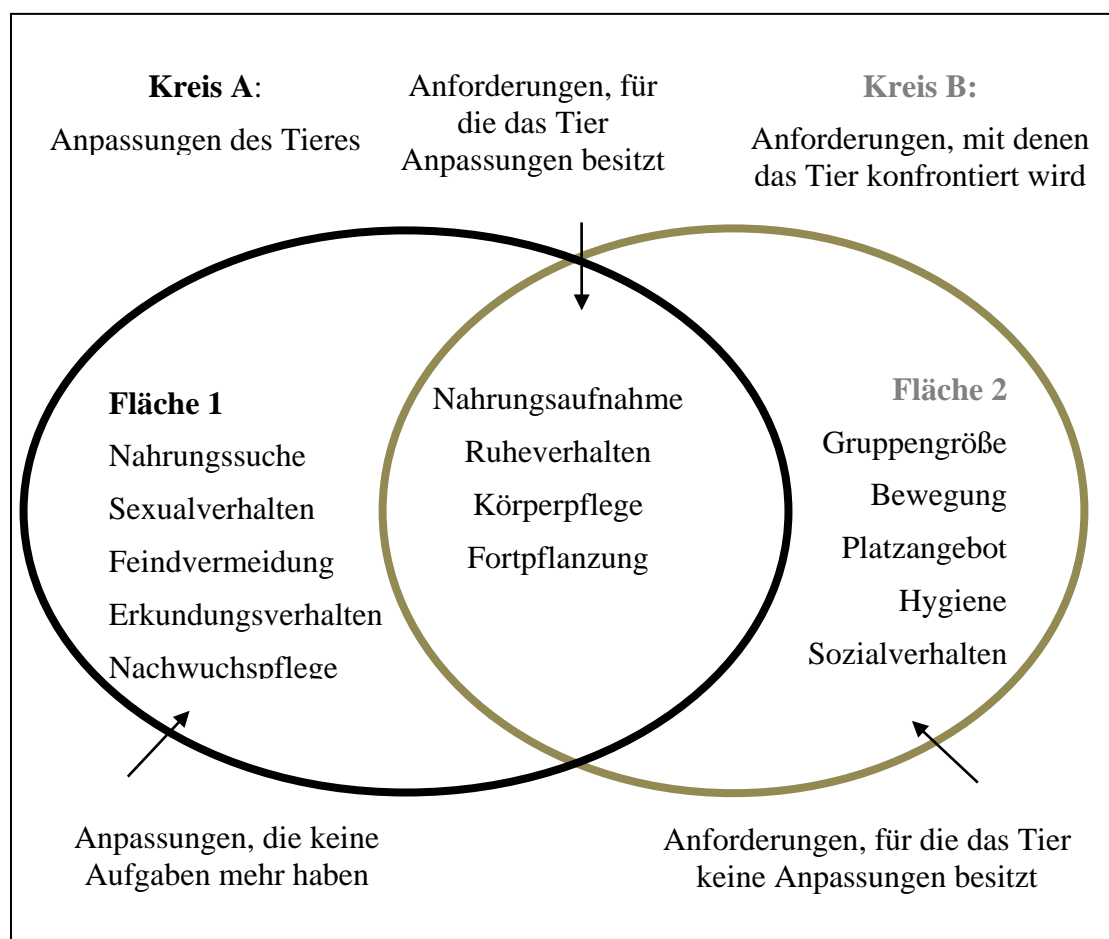 Kreis A:
Anpassungen des Tieres
Anforderungen, für
die das Tier
Anpassungen besitzt
Kreis B:
Anforderungen, mit denen
das Tier konfrontiert wird
Fläche 1
Nahrungssuche
Sexualverhalten
Feindvermeidung
Erkundungsverhalten
Nachwuchspflege
Nahrungsaufnahme
Ruheverhalten
Körperpflege
Fortpflanzung
Fläche 2
Gruppengröße
Bewegung
Platzangebot
Hygiene
Sozialverhalten
Anpassungen, die keine
Aufgaben mehr haben
Anforderungen, für die das Tier
keine Anpassungen besitzt